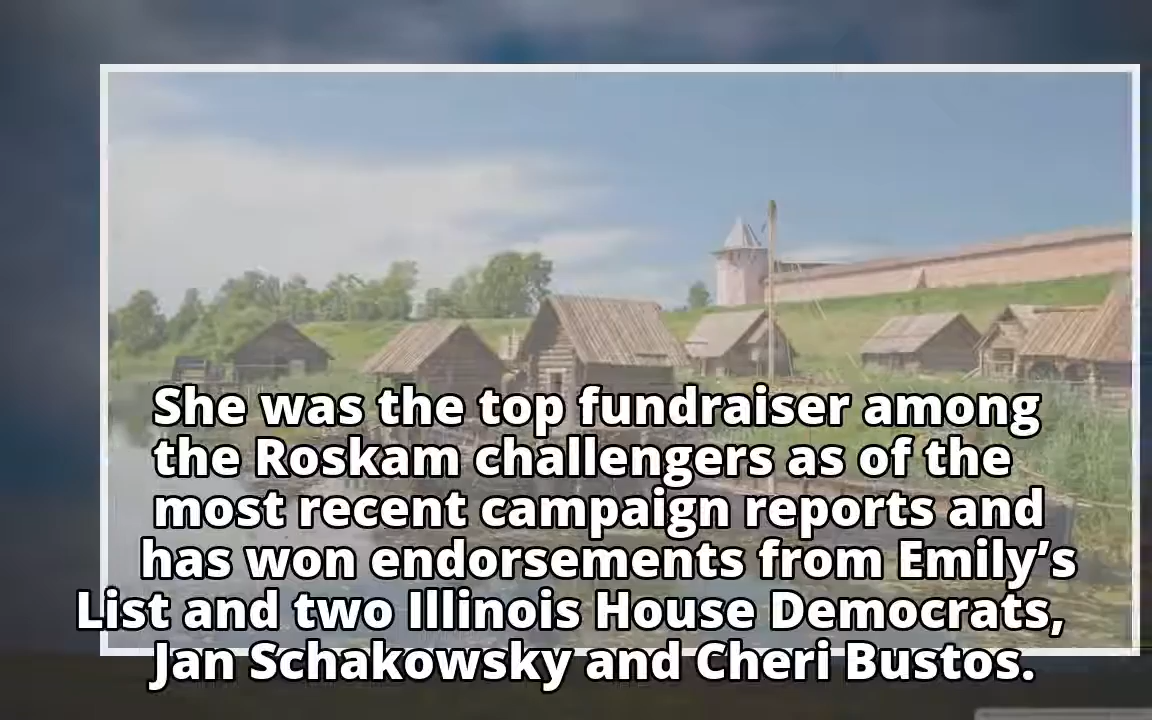 She was the top fundraiser among
the Roskam challengers as of the
most recent campaign reports and
has won endorsements from Emily’s
List and two Illinois House Democrats,
Jan Schakowsky and Cheri Bustos.